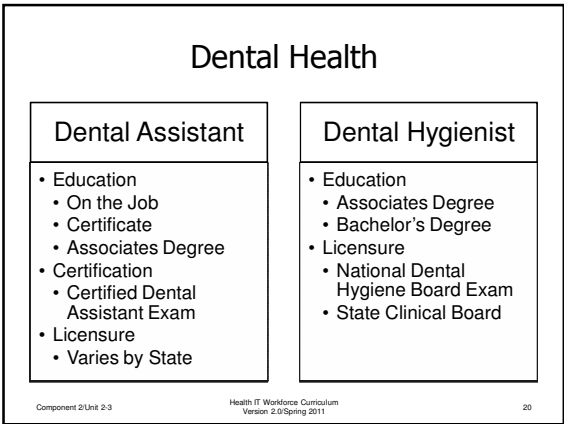 Dental Health
Dental Assistant
• Education
• On the Job
• Certificate
• Associates Degree
• Certification
• Certified Dental
Assistant Exam
• Licensure
• Varies by State
Dental Hygienist
• Education
• Associates Degree
• Bachelor's Degree
• Licensure
• National Dental
Hygiene Board Exam
• State Clinical Board
Component 2/Unit 2-3
Health IT Workforce Curriculum
Version 2.0/Spring 2011
20